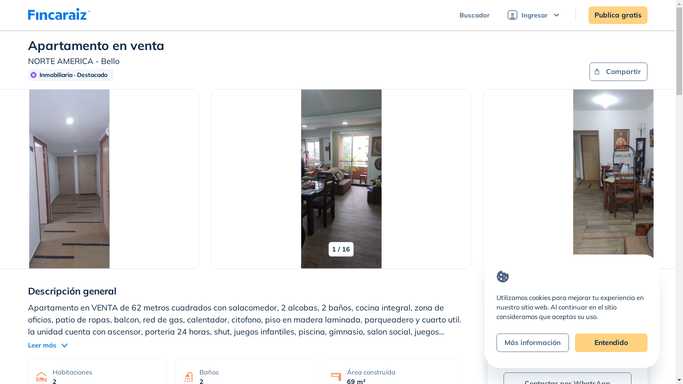 Fincaraiz
Buscador
Ingresar
Publica gratis
Apartamento en venta
NORTE AMERICA - Bello
Inmobiliaria · Destacado
Compartir
1 / 16
Descripción general
Apartamento en VENTA de 62 metros cuadrados con salacomedor, 2 alcobas, 2 baños, cocina integral, zona de
oficios, patio de ropas, balcon, red de gas, calentador, citofono, piso en madera laminada, parqueadero y cuarto util.
la unidad cuenta con ascensor, porteria 24 horas, shut, juegos infantiles, piscina, gimnasio, salon social, juegos...
Leer más
Habitaciones
2
Baños
2
Área construida
69 m²
Utilizamos cookies para mejorar tu experiencia en
nuestro sitio web. Al continuar en el sitio
consideramos que aceptas su uso.
Más información
Entendido
Contactar por WhatsApp